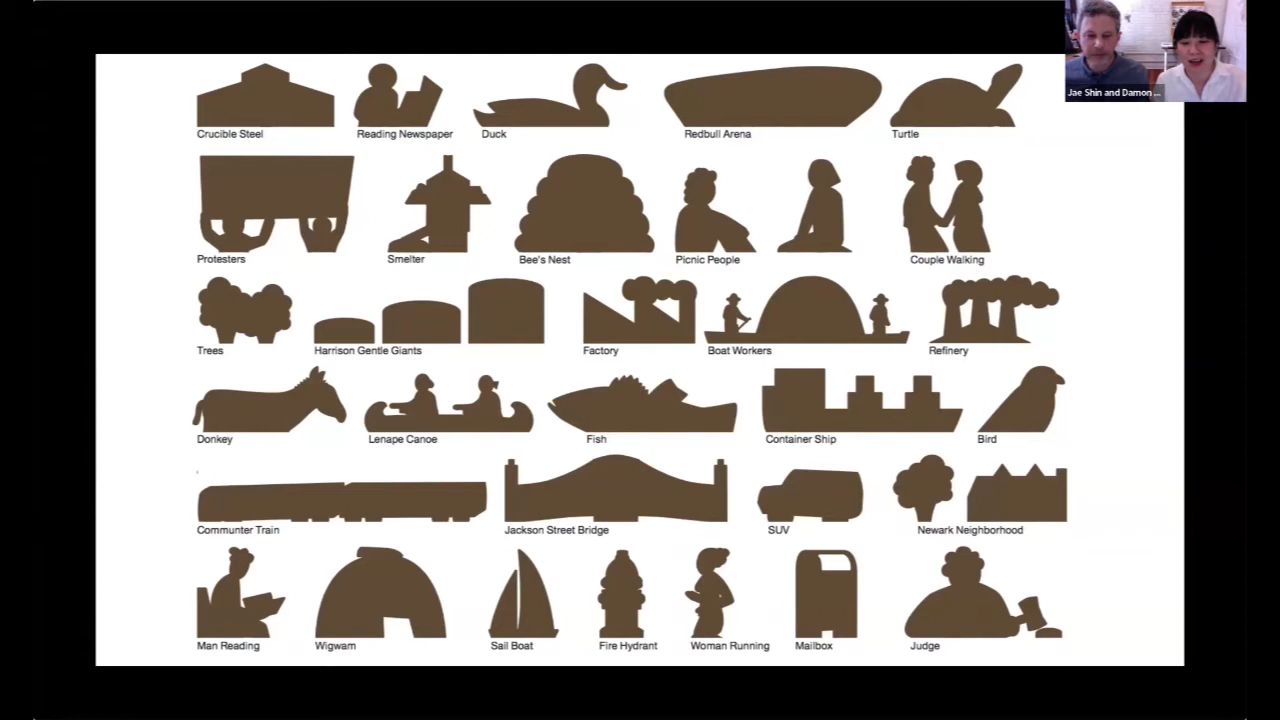 Jae Shin and Damon ...
Crucible Steel
Reading Newspaper
Duck
Redbull Arena
Turtle
Protesters
Smelter
Bee's Nest
Picnic People
Couple Walking
Trees
Harrison Gentle Giants
Factory
Boat Workers
Refinery
Donkey
Lenape Canoe
Fish
Container Ship
Bird
Communter Train
Jackson Street Bridge
SUV
Newark Neighborhood
Man Reading
Wigwam
Sail Boat
Fire Hydrant
Woman Running
Mailbox
Judge